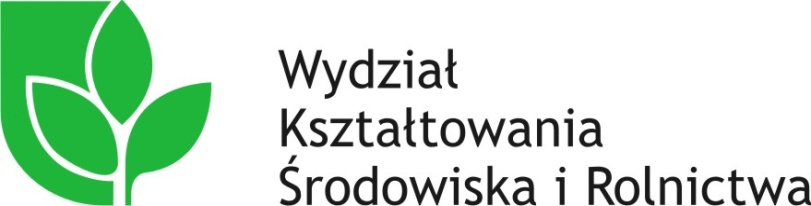 Wydział
Kształtowania
Środowiska i Rolnictwa